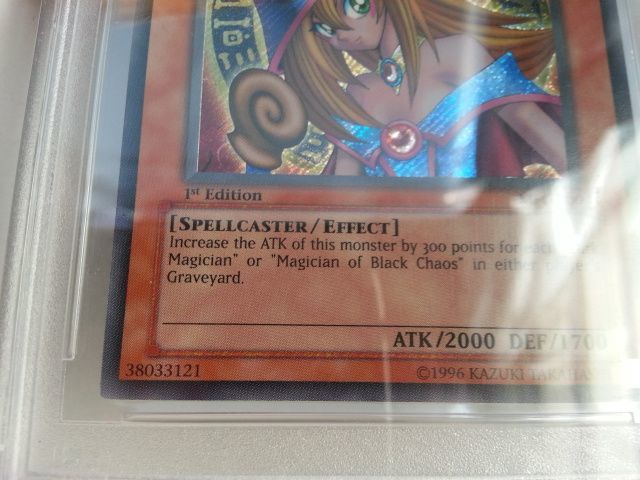 1st Edition
[SPELLCASTER/EFFECT]
Increase the ATK of this monster by 300 points for each
Magician" or "Magician of Black Chaos" in either
Graveyard.
ATK/2000 DEF/1700
38033121
©1996 KAZUKI